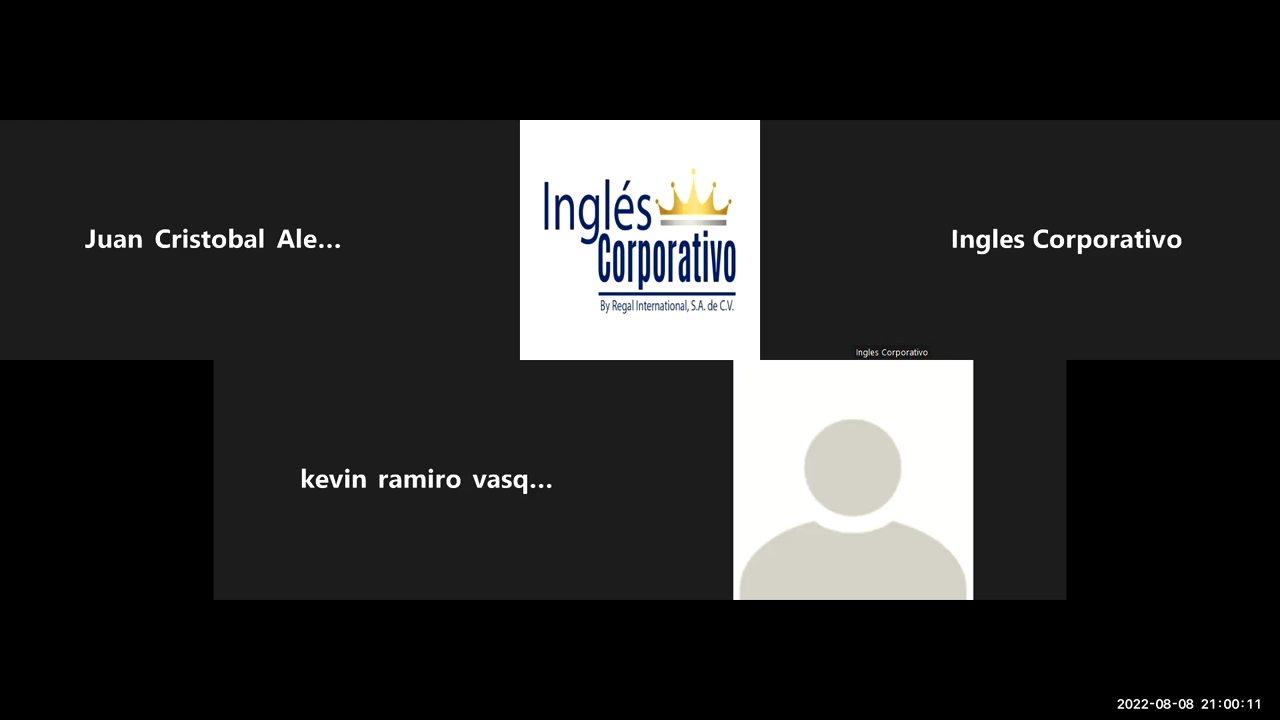 Juan Cristobal Ale...
Inglés
Corporativo
By Regal International, S.A. de C.V.
Ingles Corporativo
Ingles Corporativo
kevin ramiro vasq...
2022-08-08 21:00:11